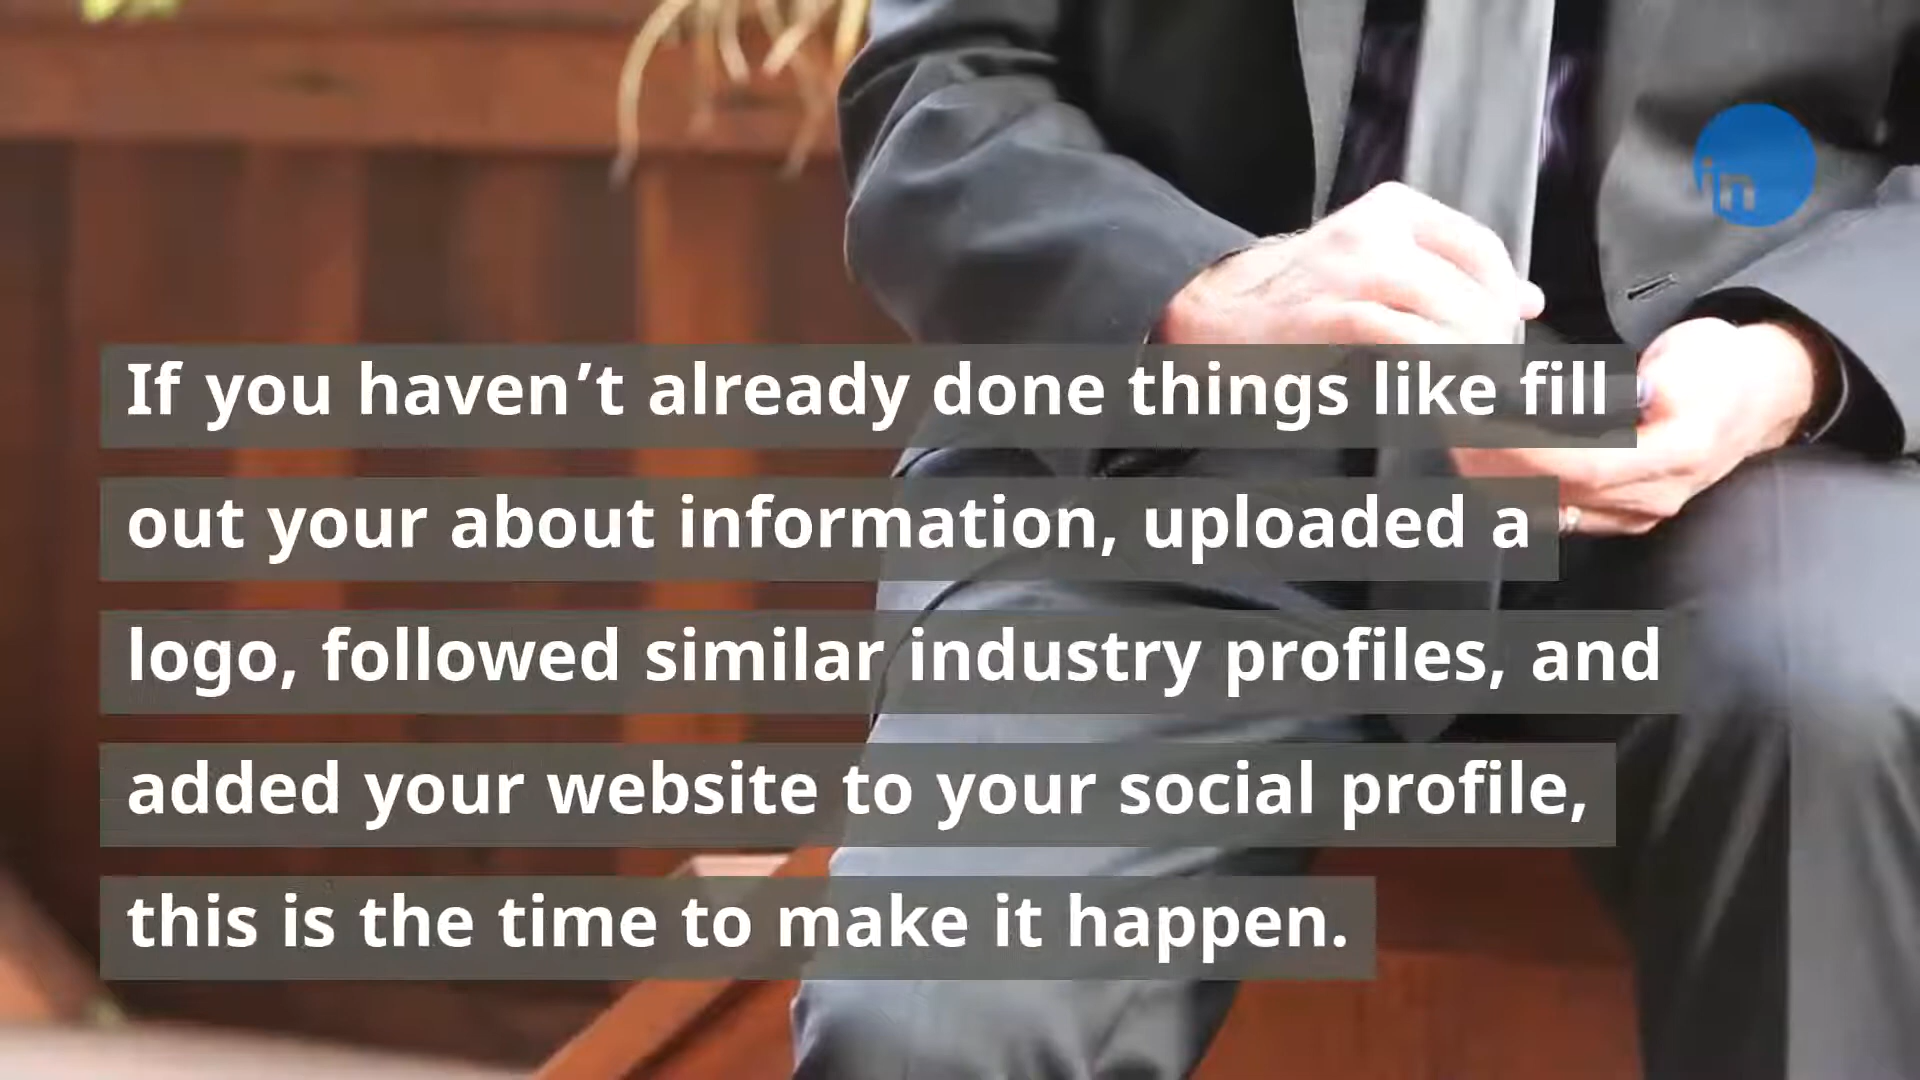 in
If you haven’t already done things like fill
out your about information, uploaded a
logo, followed similar industry profiles, and
added your website to your social profile,
this is the time to make it happen.